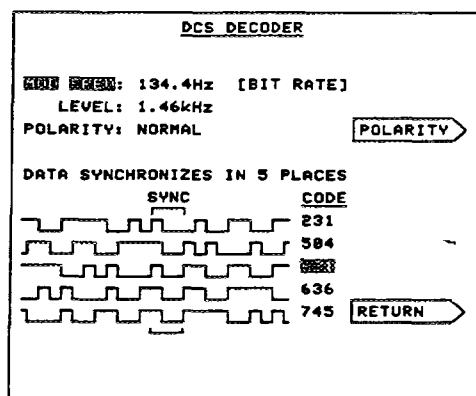 DCS DECODER
: 134.4Hz [BIT RATE]
LEVEL: 1.46kHz
POLARITY: NORMAL POLARITY
DATA SYNCHRONIZES IN 5 PLACES
SYNC CODE
231
504
636
745 RETURN